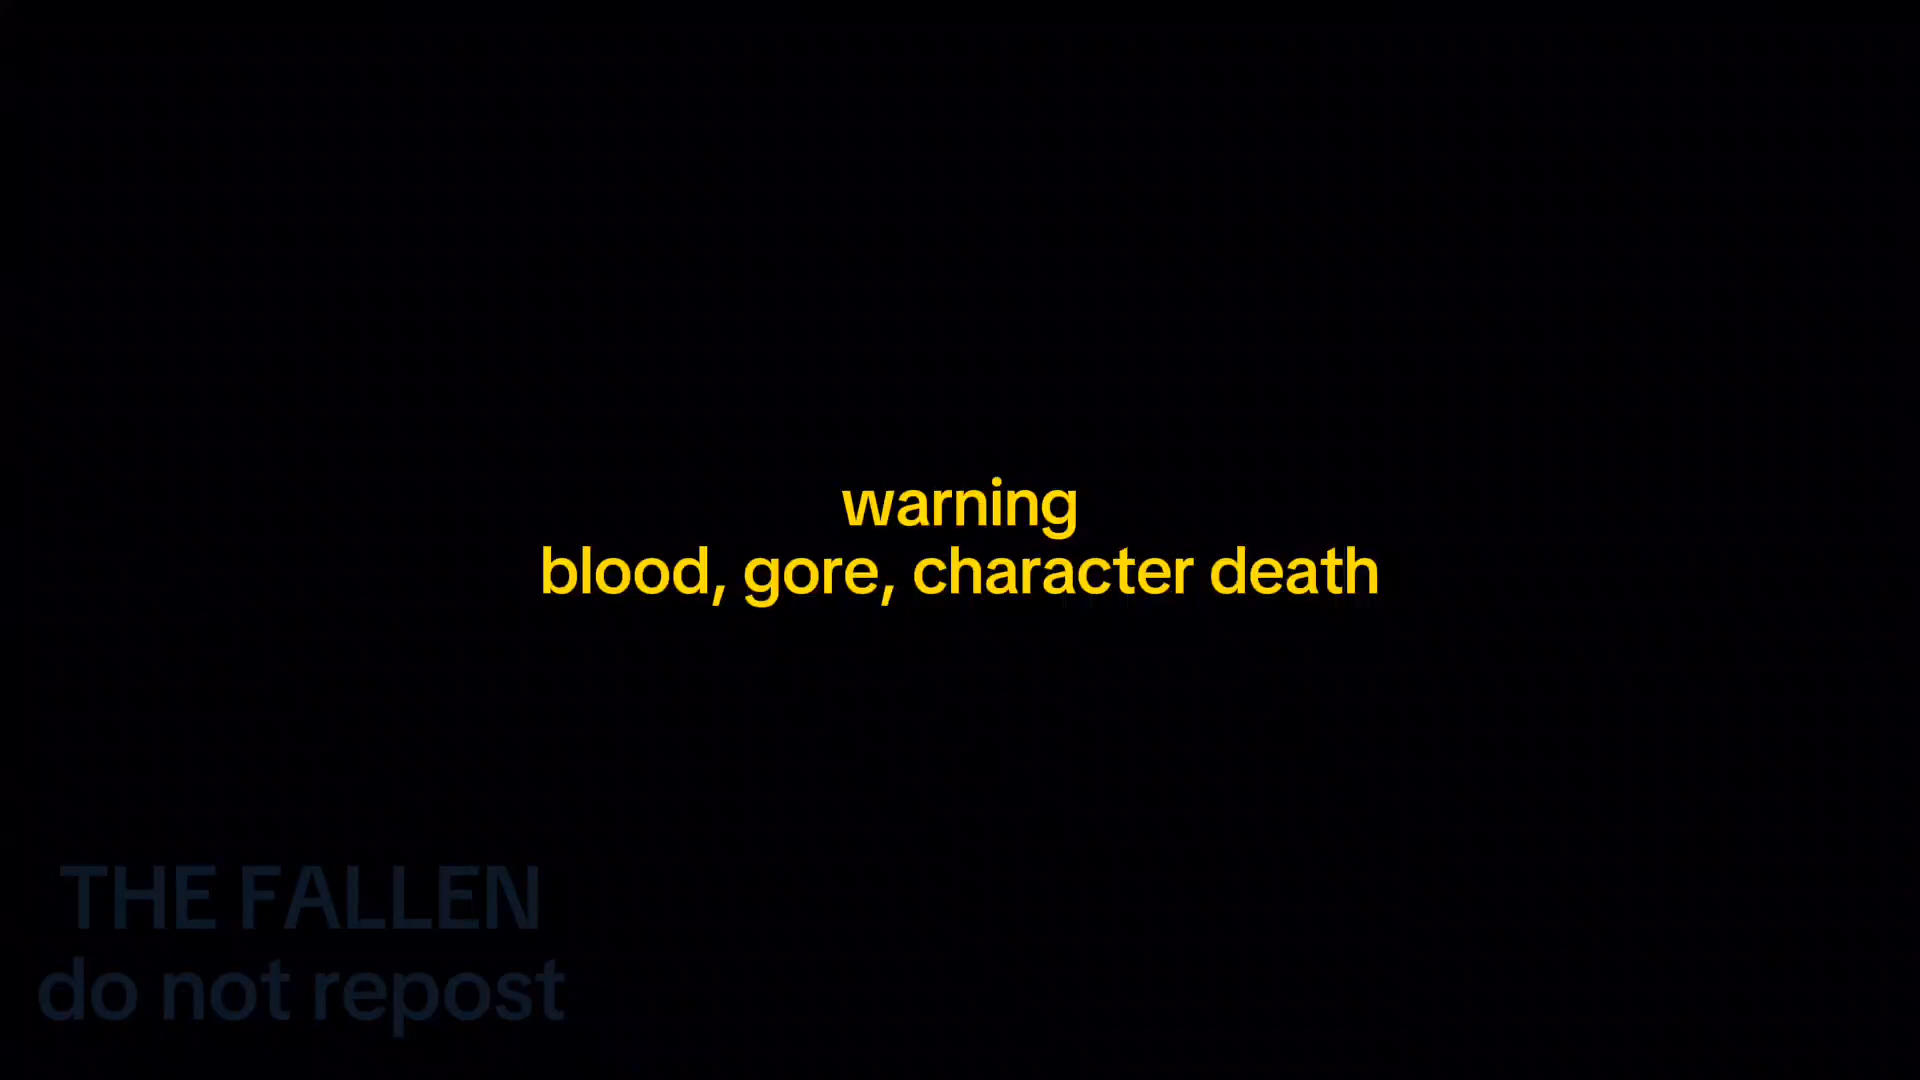 warning
blood, gore, character death
THE FALLEN
do not repost